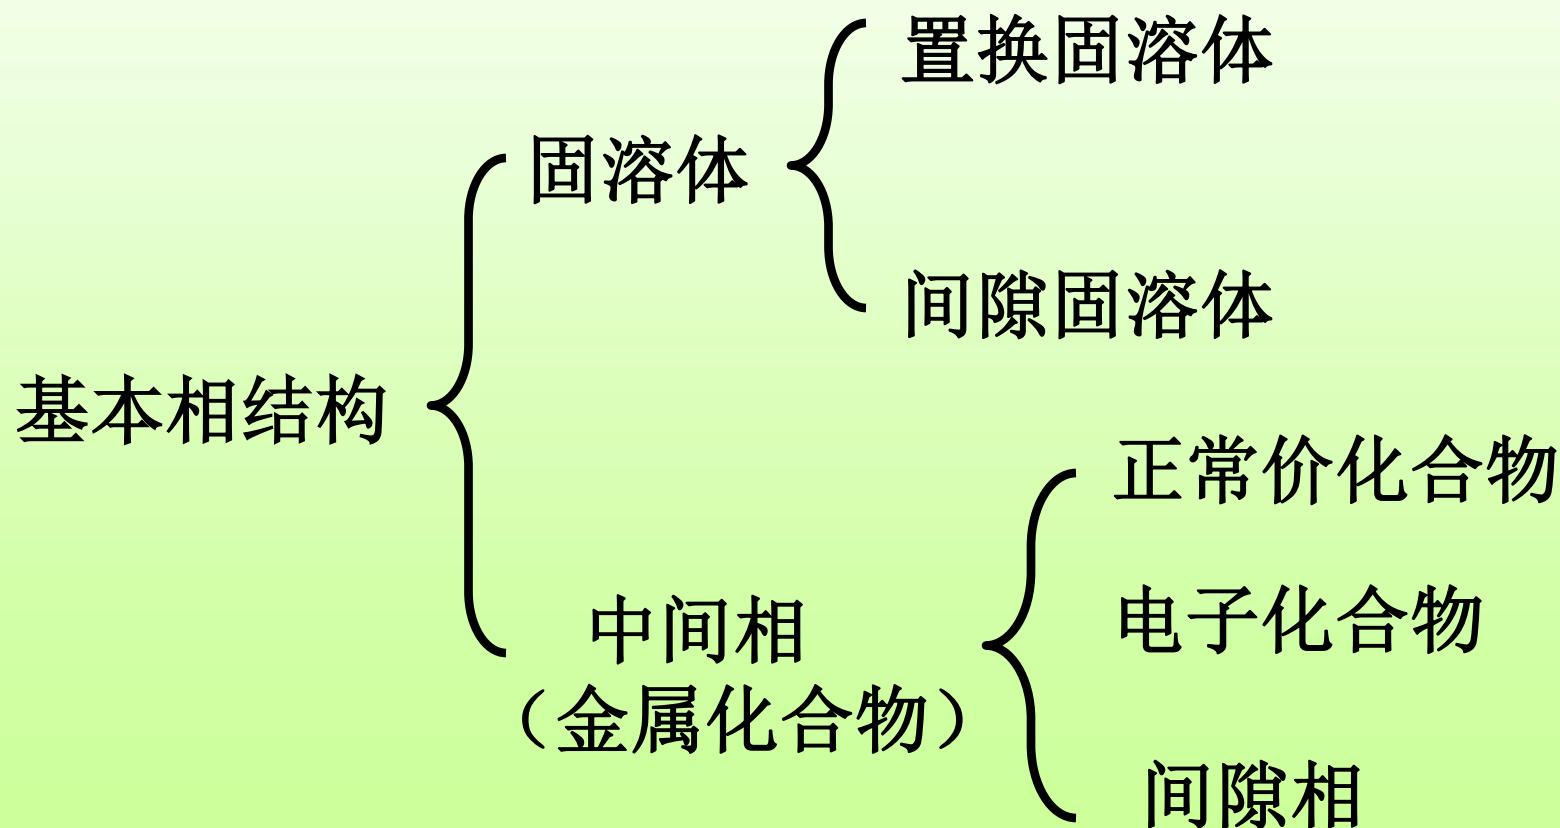 置换固溶体
固溶体
间隙固溶体
基本相结构
正常价化合物
电子化合物
中间相
（金属化合物）
间隙相